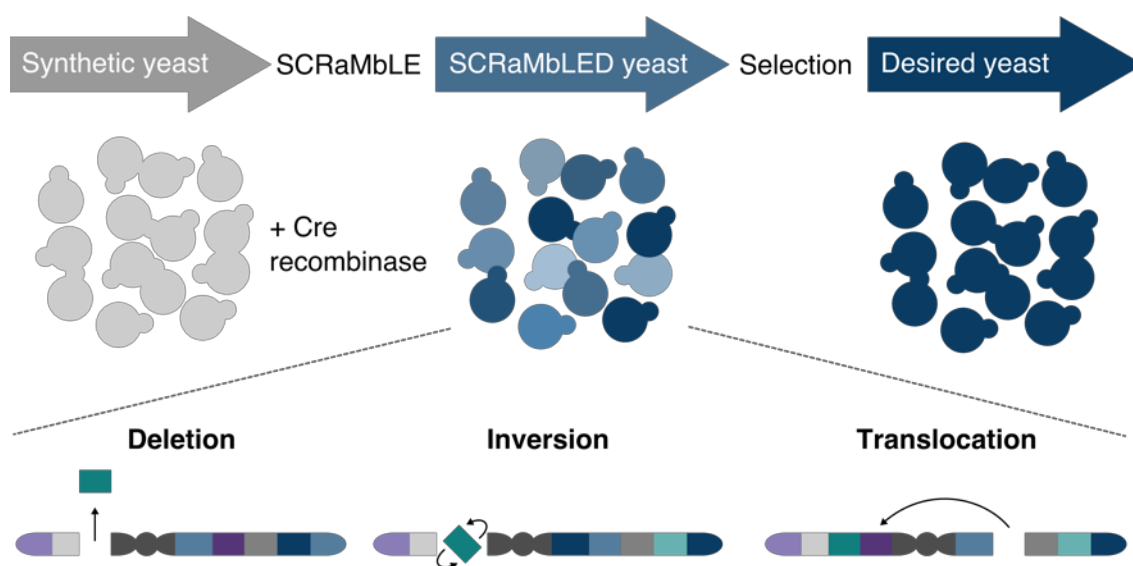 Synthetic yeast
SCRaMbLE
SCRaMbLED yeast
Selection
Desired yeast
+ Cre
recombinase
Deletion
Inversion
Translocation